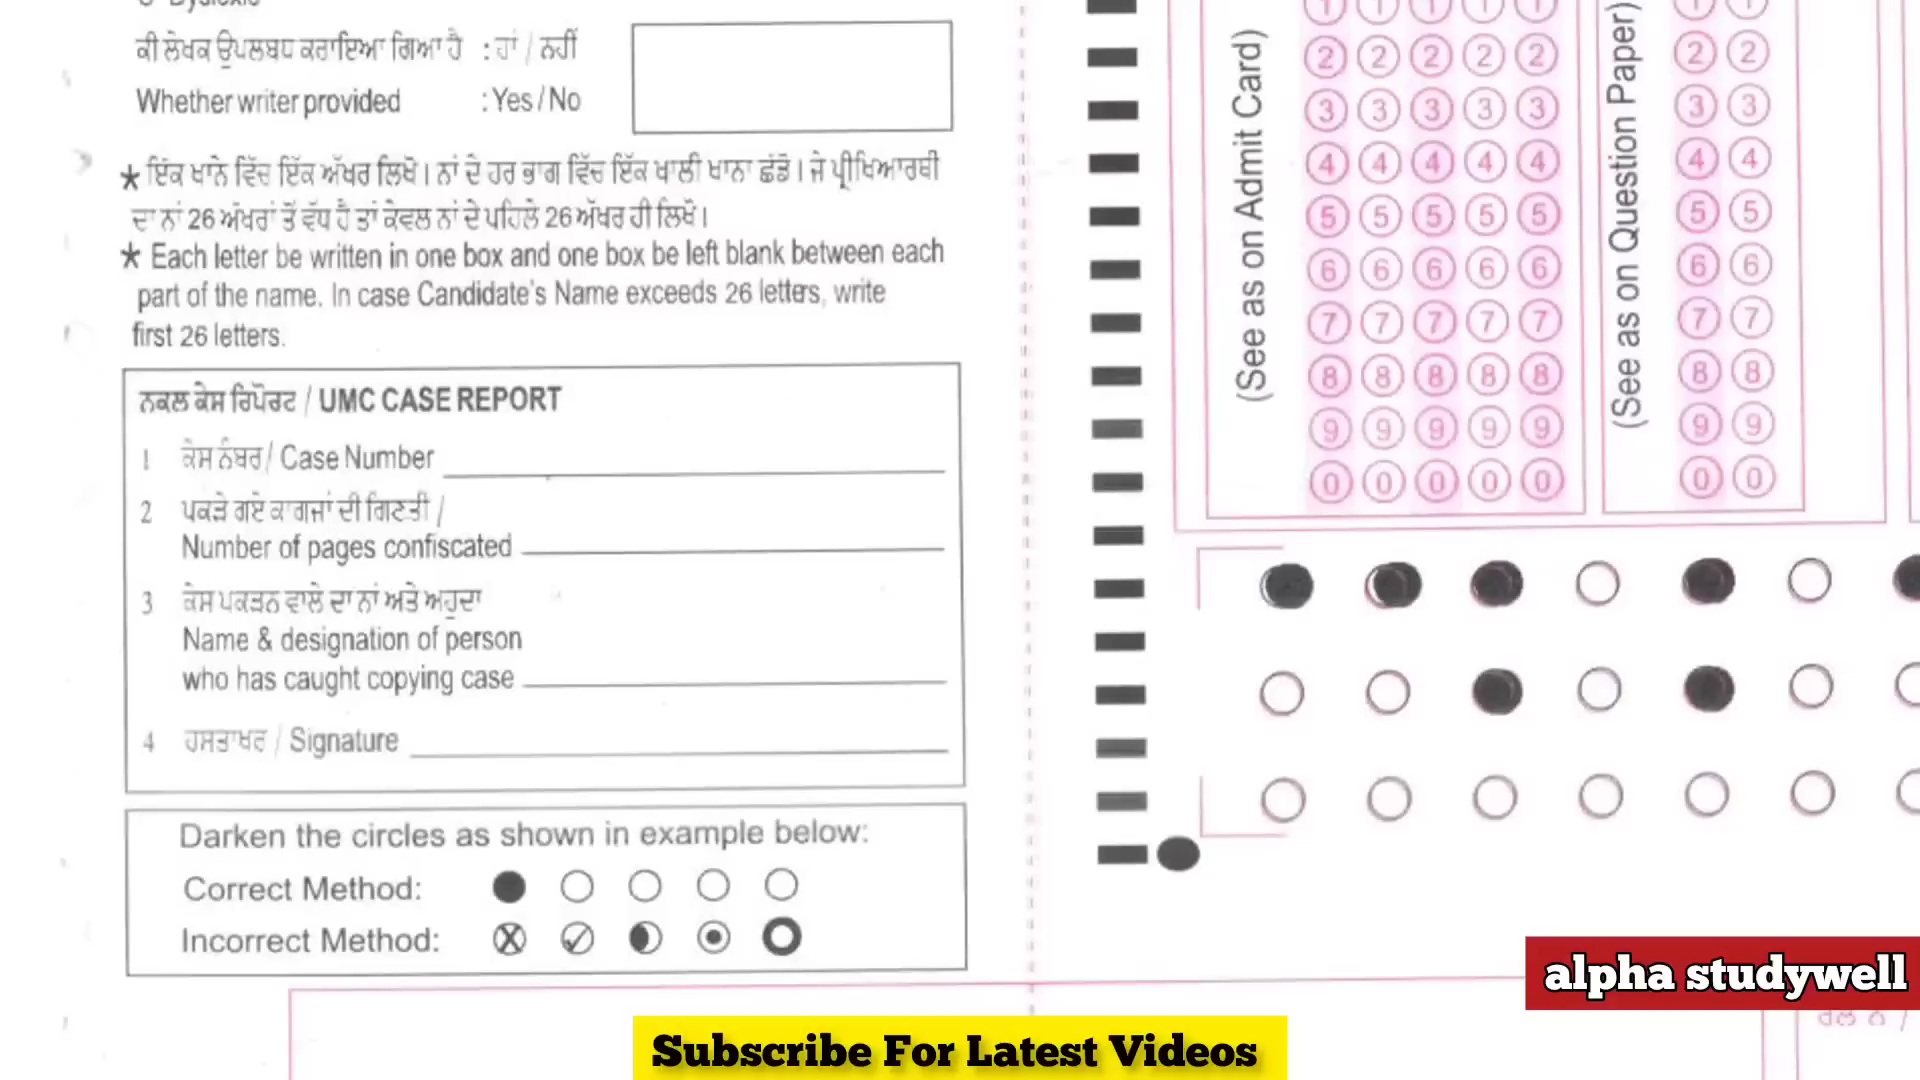 ਕੀ ਲੇਖਕ ਉਪਲਬਧ ਕਰਾਇਆ ਗਿਆ ਹੈ : ਹਾਂ / ਨਹੀਂ
Whether writer provided : Yes / No
* ਇੱਕ ਖਾਨੇ ਵਿੱਚ ਇੱਕ ਅੱਖਰ ਲਿਖੋ। ਨਾਂ ਦੇ ਹਰ ਭਾਗ ਵਿੱਚ ਇੱਕ ਖਾਲੀ ਖਾਨਾ ਛੱਡੋ। ਜੇ ਪ੍ਰੀਖਿਆਰਥੀ
ਦਾ ਨਾਂ 26 ਅੱਖਰਾਂ ਤੋਂ ਵੱਧ ਹੈ ਤਾਂ ਕੇਵਲ ਨਾਂ ਦੇ ਪਹਿਲੇ 26 ਅੱਖਰ ਹੀ ਲਿਖੋ।
* Each letter be written in one box and one box be left blank between each
part of the name. In case Candidate's Name exceeds 26 letters, write
first 26 letters.
ਨਕਲ ਕੇਸ ਰਿਪੋਰਟ / UMC CASE REPORT
1 ਕੇਸ ਨੰਬਰ / Case Number
2 ਪਕੜੇ ਗਏ ਕਾਗਜਾਂ ਦੀ ਗਿਣਤੀ /
Number of pages confiscated
3 ਕੇਸ ਪਕੜਨ ਵਾਲੇ ਦਾ ਨਾਂ ਅਤੇ ਅਹੁਦਾ
Name & designation of person
who has caught copying case
4 ਹਸਤਾਖਰ / Signature
Darken the circles as shown in example below:
Correct Method:
Incorrect Method:
(See as on Admit Card)
1 1 1 1 1
2 2 2 2 2
3 3 3 3 3
4 4 4 4 4
5 5 5 5 5
6 6 6 6 6
7 7 7 7 7
8 8 8 8 8
9 9 9 9 9
0 0 0 0 0
(See as on Question Paper)
1 1
2 2
3 3
4 4
5 5
6 6
7 7
8 8
9 9
0 0
alpha studywell
Subscribe For Latest Videos